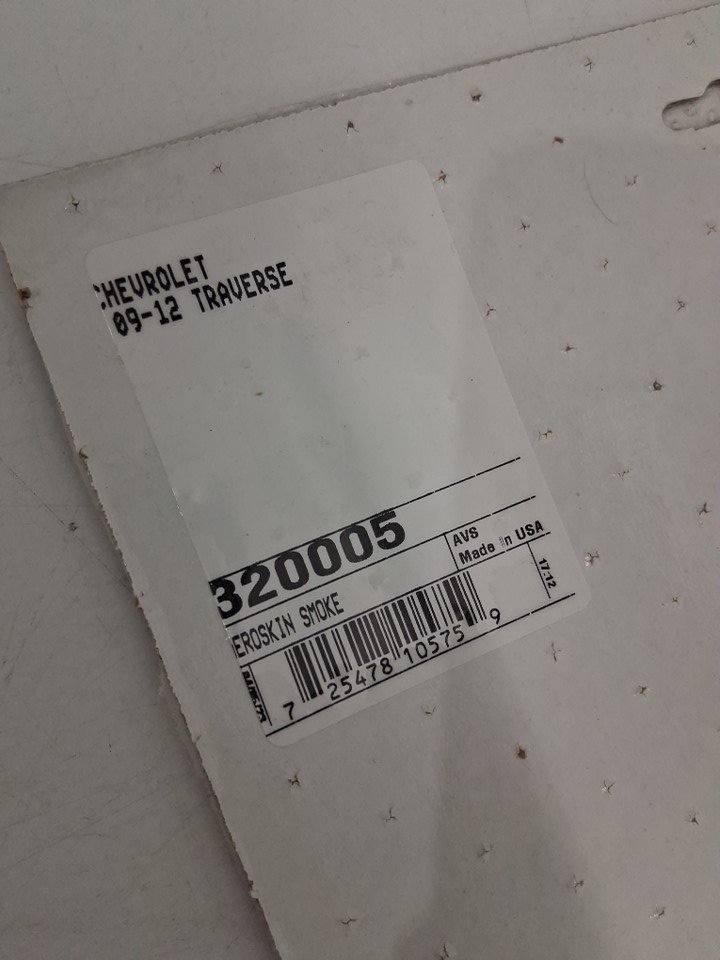 CHEVROLET
09-12 TRAVERSE
320005
AVS
Made in USA
EROSKIN SMOKE
17:12
7 25478 10575 9